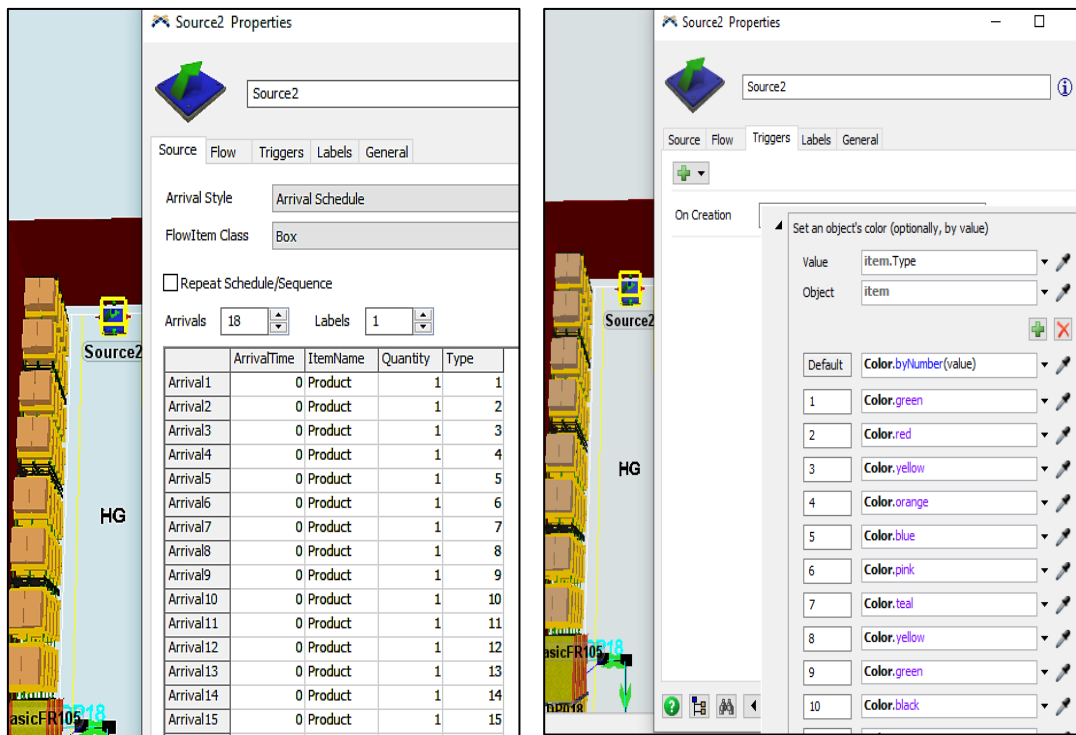 Source2 Properties
Source2
Source Flow Triggers Labels General
Arrival Style Arrival Schedule
FlowItem Class Box
Repeat Schedule/Sequence
Arrivals 18 Labels 1
ArrivalTime ItemName Quantity Type
Arrival1 0 Product 1 1
Arrival2 0 Product 1 2
Arrival3 0 Product 1 3
Arrival4 0 Product 1 4
Arrival5 0 Product 1 5
Arrival6 0 Product 1 6
Arrival7 0 Product 1 7
Arrival8 0 Product 1 8
Arrival9 0 Product 1 9
Arrival10 0 Product 1 10
Arrival11 0 Product 1 11
Arrival12 0 Product 1 12
Arrival13 0 Product 1 13
Arrival14 0 Product 1 14
Arrival15 0 Product 1 15
Source2
HG
asicFR105
DP18
Source2 Properties
Source2
Source Flow Triggers Labels General
On Creation
Set an object's color (optionally, by value)
Value item.Type
Object item
Default Color.byNumber(value)
1 Color.green
2 Color.red
3 Color.yellow
4 Color.orange
5 Color.blue
6 Color.pink
7 Color.teal
8 Color.yellow
9 Color.green
10 Color.black
Source2
HG
asicFR105
DP18